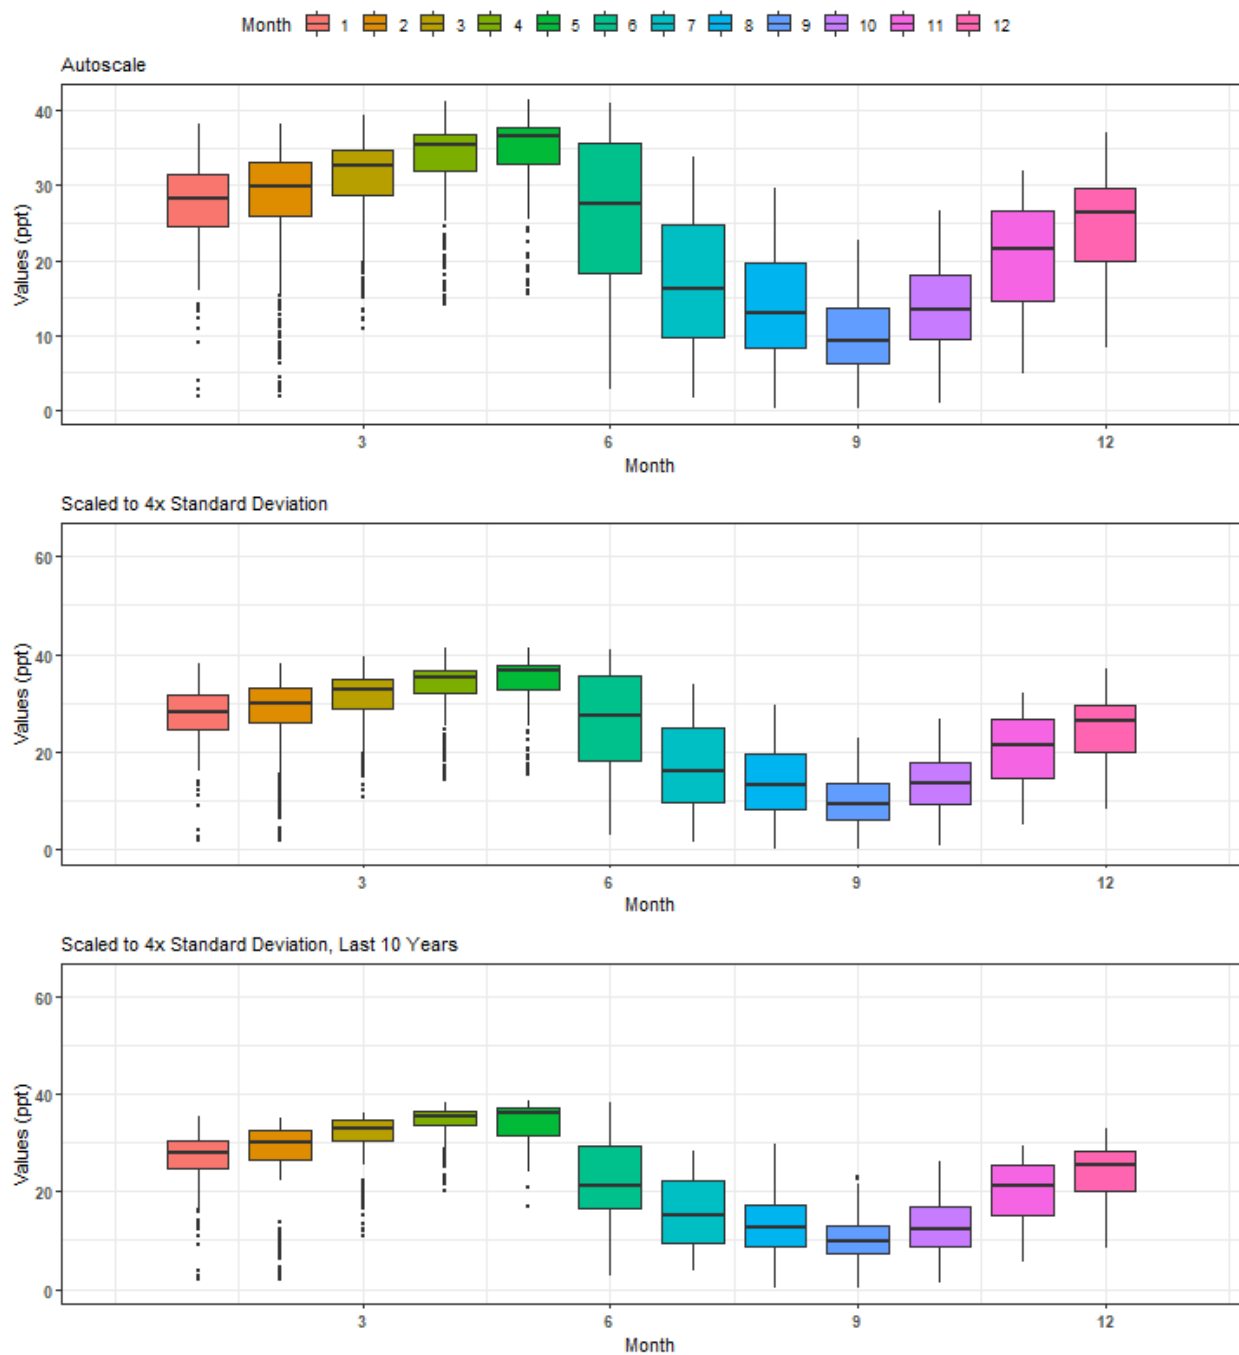 Month 1 2 3 4 5 6 7 8 9 10 11 12
Autoscale
Values (ppt)
40
30
20
10
0
3 6 9 12
Month
Scaled to 4x Standard Deviation
Values (ppt)
60
40
20
0
3 6 9 12
Month
Scaled to 4x Standard Deviation, Last 10 Years
Values (ppt)
60
40
20
0
3 6 9 12
Month